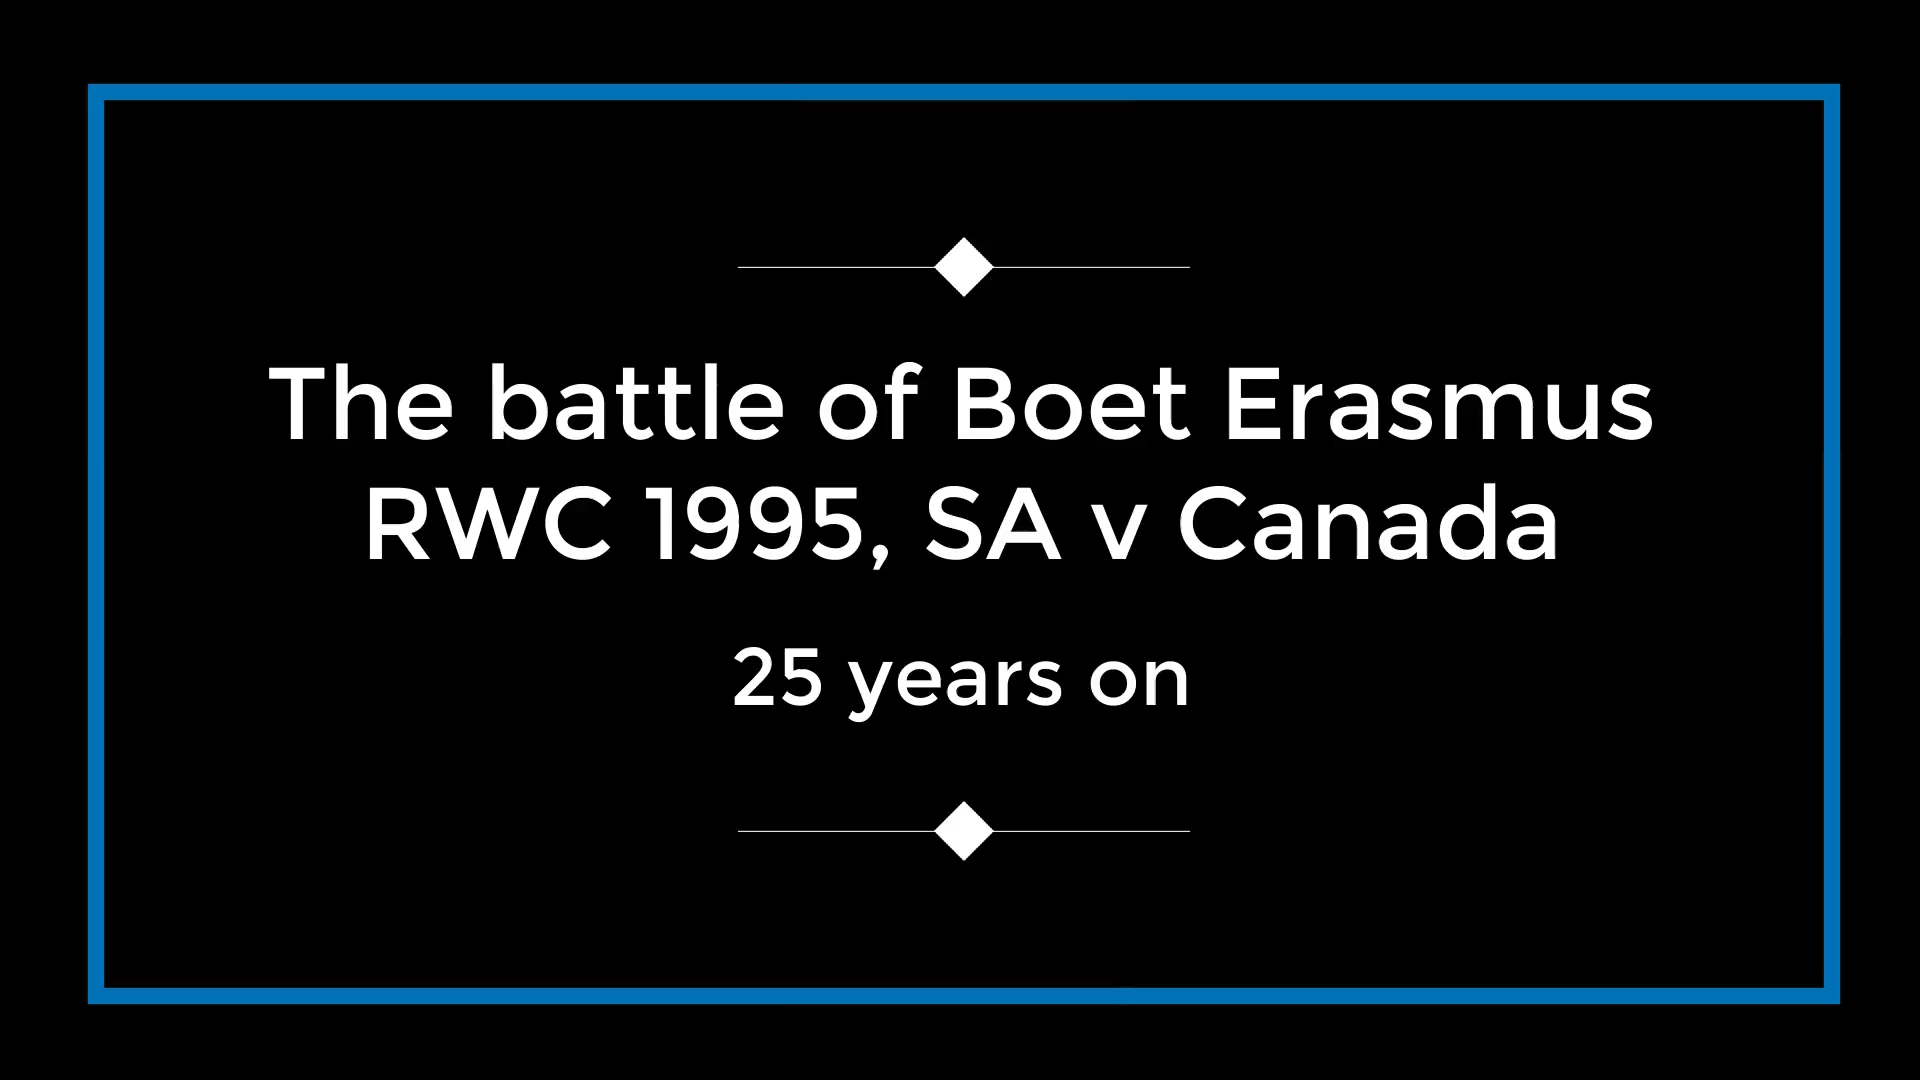 The battle of Boet Erasmus
RWC 1995, SA v Canada
25 years on